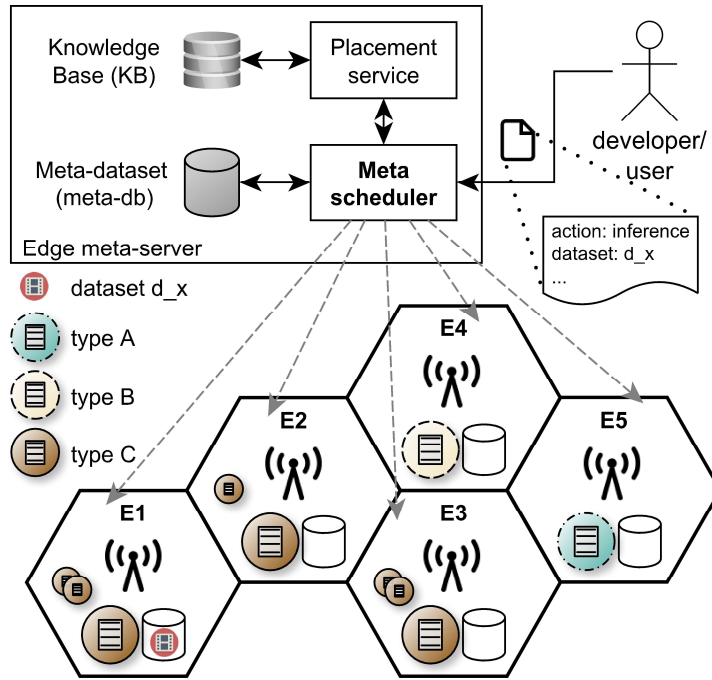 Knowledge
Base (KB)
Placement
service
Meta-dataset
(meta-db)
Meta
scheduler
Edge meta-server
developer/
user
action: inference
dataset: d_x
...
dataset d_x
type A
type B
type C
E4
E2
E5
E1
E3